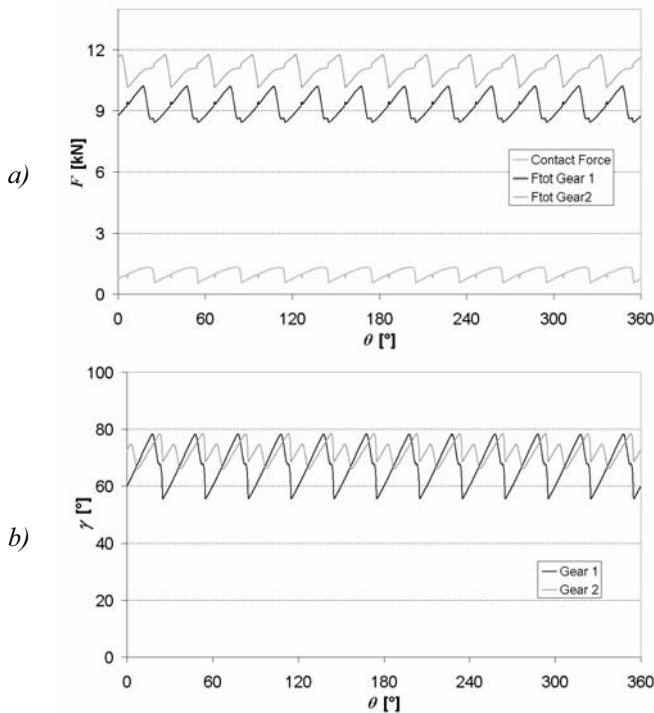 a)
F [kN]
12
9
6
3
0
Contact Force
Ftot Gear 1
Ftot Gear2
0 60 120 180 240 300 360
θ [°]
b)
γ [°]
100
80
60
40
20
0
Gear 1
Gear 2
0 60 120 180 240 300 360
θ [°]